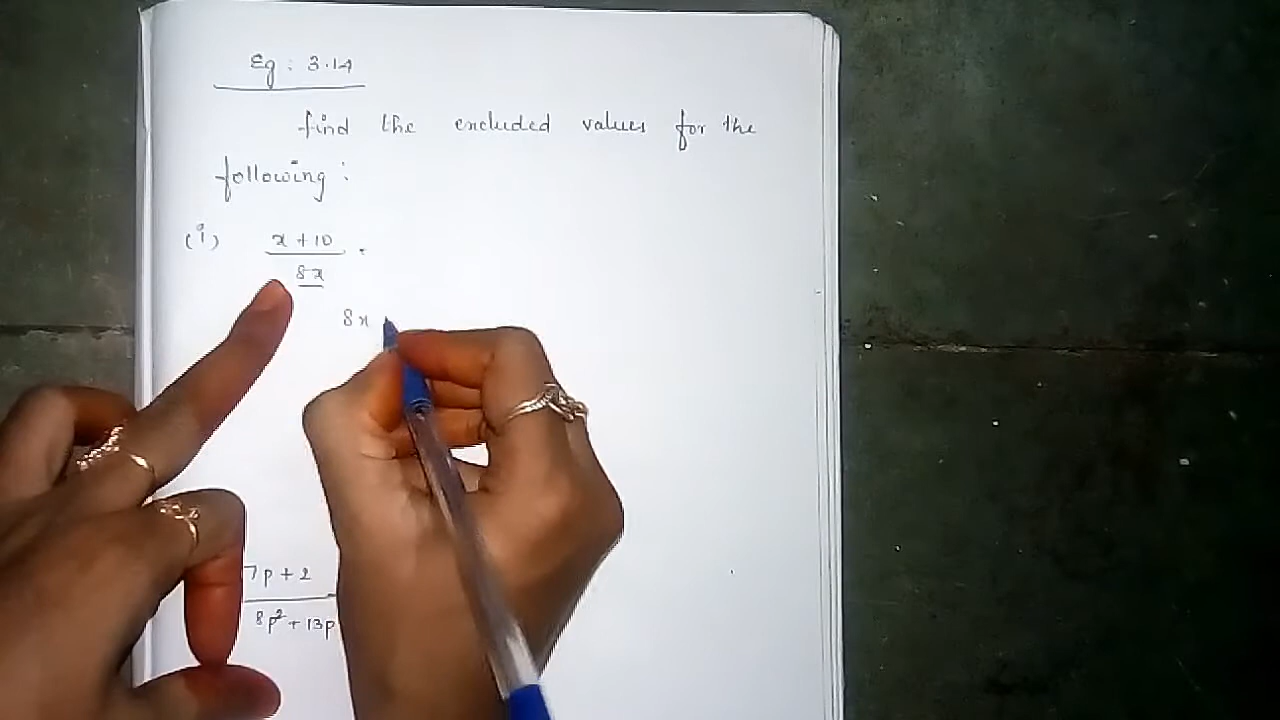 Eg : 3.14
find the excluded values for the
following :
(i) x + 10
8x
8x
7p + 2
8p² + 13p